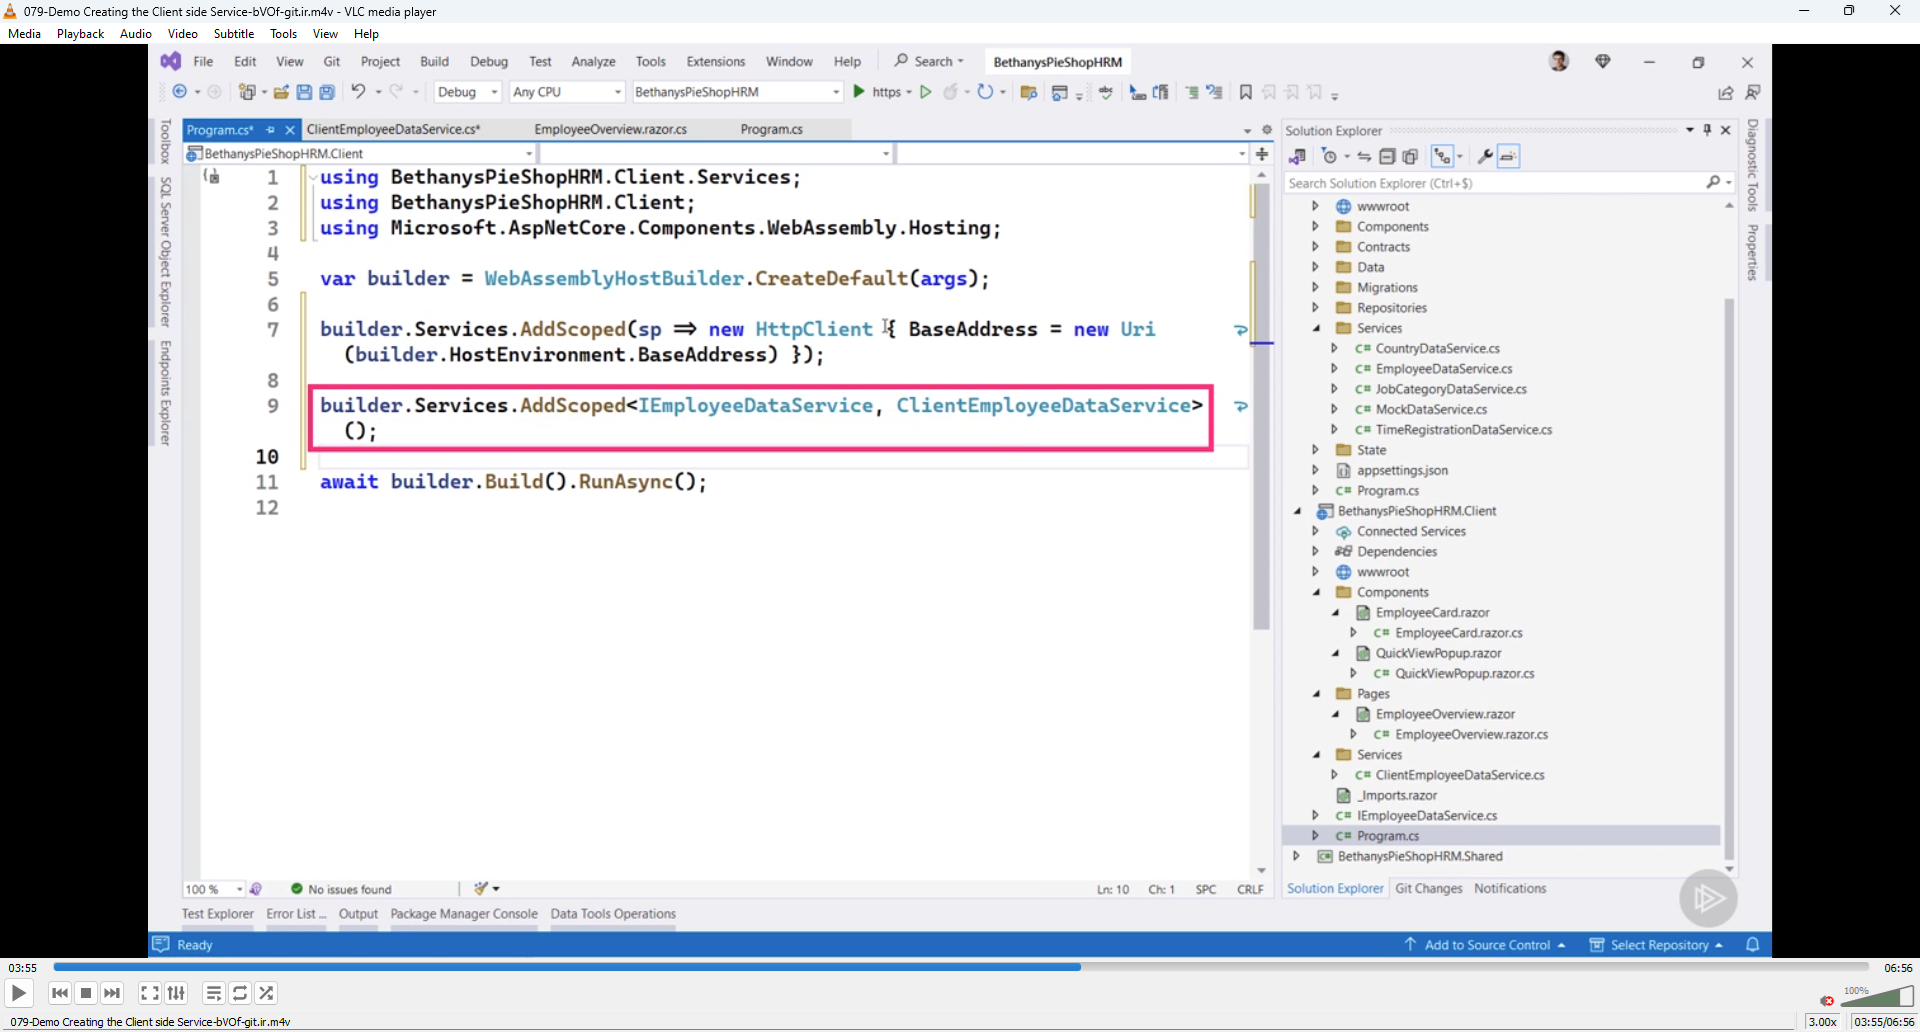 079-Demo Creating the Client side Service-bVOf-git.ir.m4v - VLC media player
Media Playback Audio Video Subtitle Tools View Help
File Edit View Git Project Build Debug Test Analyze Tools Extensions Window Help Search BethanysPieShopHRM
Debug Any CPU BethanysPieShopHRM https
Toolbox
SQL Server Object Explorer
Endpoints Explorer
Program.cs* ClientEmployeeDataService.cs* EmployeeOverview.razor.cs Program.cs
BethanysPieShopHRM.Client
1 using BethanysPieShopHRM.Client.Services;
2 using BethanysPieShopHRM.Client;
3 using Microsoft.AspNetCore.Components.WebAssembly.Hosting;
4
5 var builder = WebAssemblyHostBuilder.CreateDefault(args);
6
7 builder.Services.AddScoped(sp => new HttpClient { BaseAddress = new Uri
(builder.HostEnvironment.BaseAddress) });
8
9 builder.Services.AddScoped<IEmployeeDataService, ClientEmployeeDataService>
();
10
11 await builder.Build().RunAsync();
12
100 % No issues found Ln: 10 Ch: 1 SPC CRLF
Test Explorer Error List ... Output Package Manager Console Data Tools Operations
Solution Explorer
Search Solution Explorer (Ctrl+$)
wwwroot
Components
Contracts
Data
Migrations
Repositories
Services
C# CountryDataService.cs
C# EmployeeDataService.cs
C# JobCategoryDataService.cs
C# MockDataService.cs
C# TimeRegistrationDataService.cs
State
appsettings.json
C# Program.cs
BethanysPieShopHRM.Client
Connected Services
Dependencies
wwwroot
Components
EmployeeCard.razor
C# EmployeeCard.razor.cs
QuickViewPopup.razor
C# QuickViewPopup.razor.cs
Pages
EmployeeOverview.razor
C# EmployeeOverview.razor.cs
Services
C# ClientEmployeeDataService.cs
_Imports.razor
C# IEmployeeDataService.cs
C# Program.cs
C# BethanysPieShopHRM.Shared
Solution Explorer Git Changes Notifications
Diagnostic Tools
Properties
Ready Add to Source Control Select Repository
03:55 06:56
100%
079-Demo Creating the Client side Service-bVOf-git.ir.m4v 3.00x 03:55/06:56